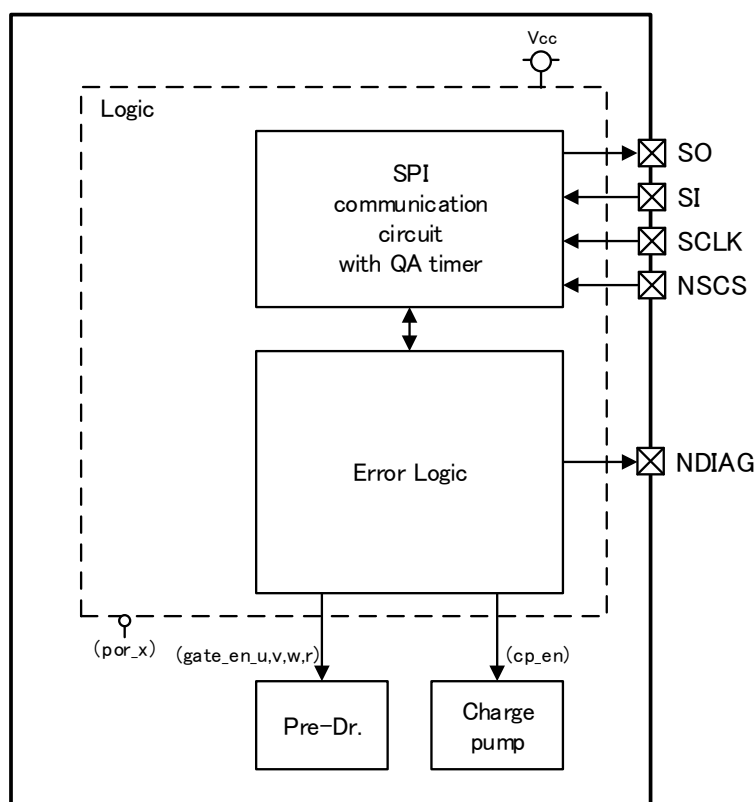 Vcc
Logic
SPI
communication
circuit
with QA timer
SO
SI
SCLK
NSCS
Error Logic
NDIAG
(por_x)
(gate_en_u,v,w,r)
(cp_en)
Pre-Dr.
Charge
pump